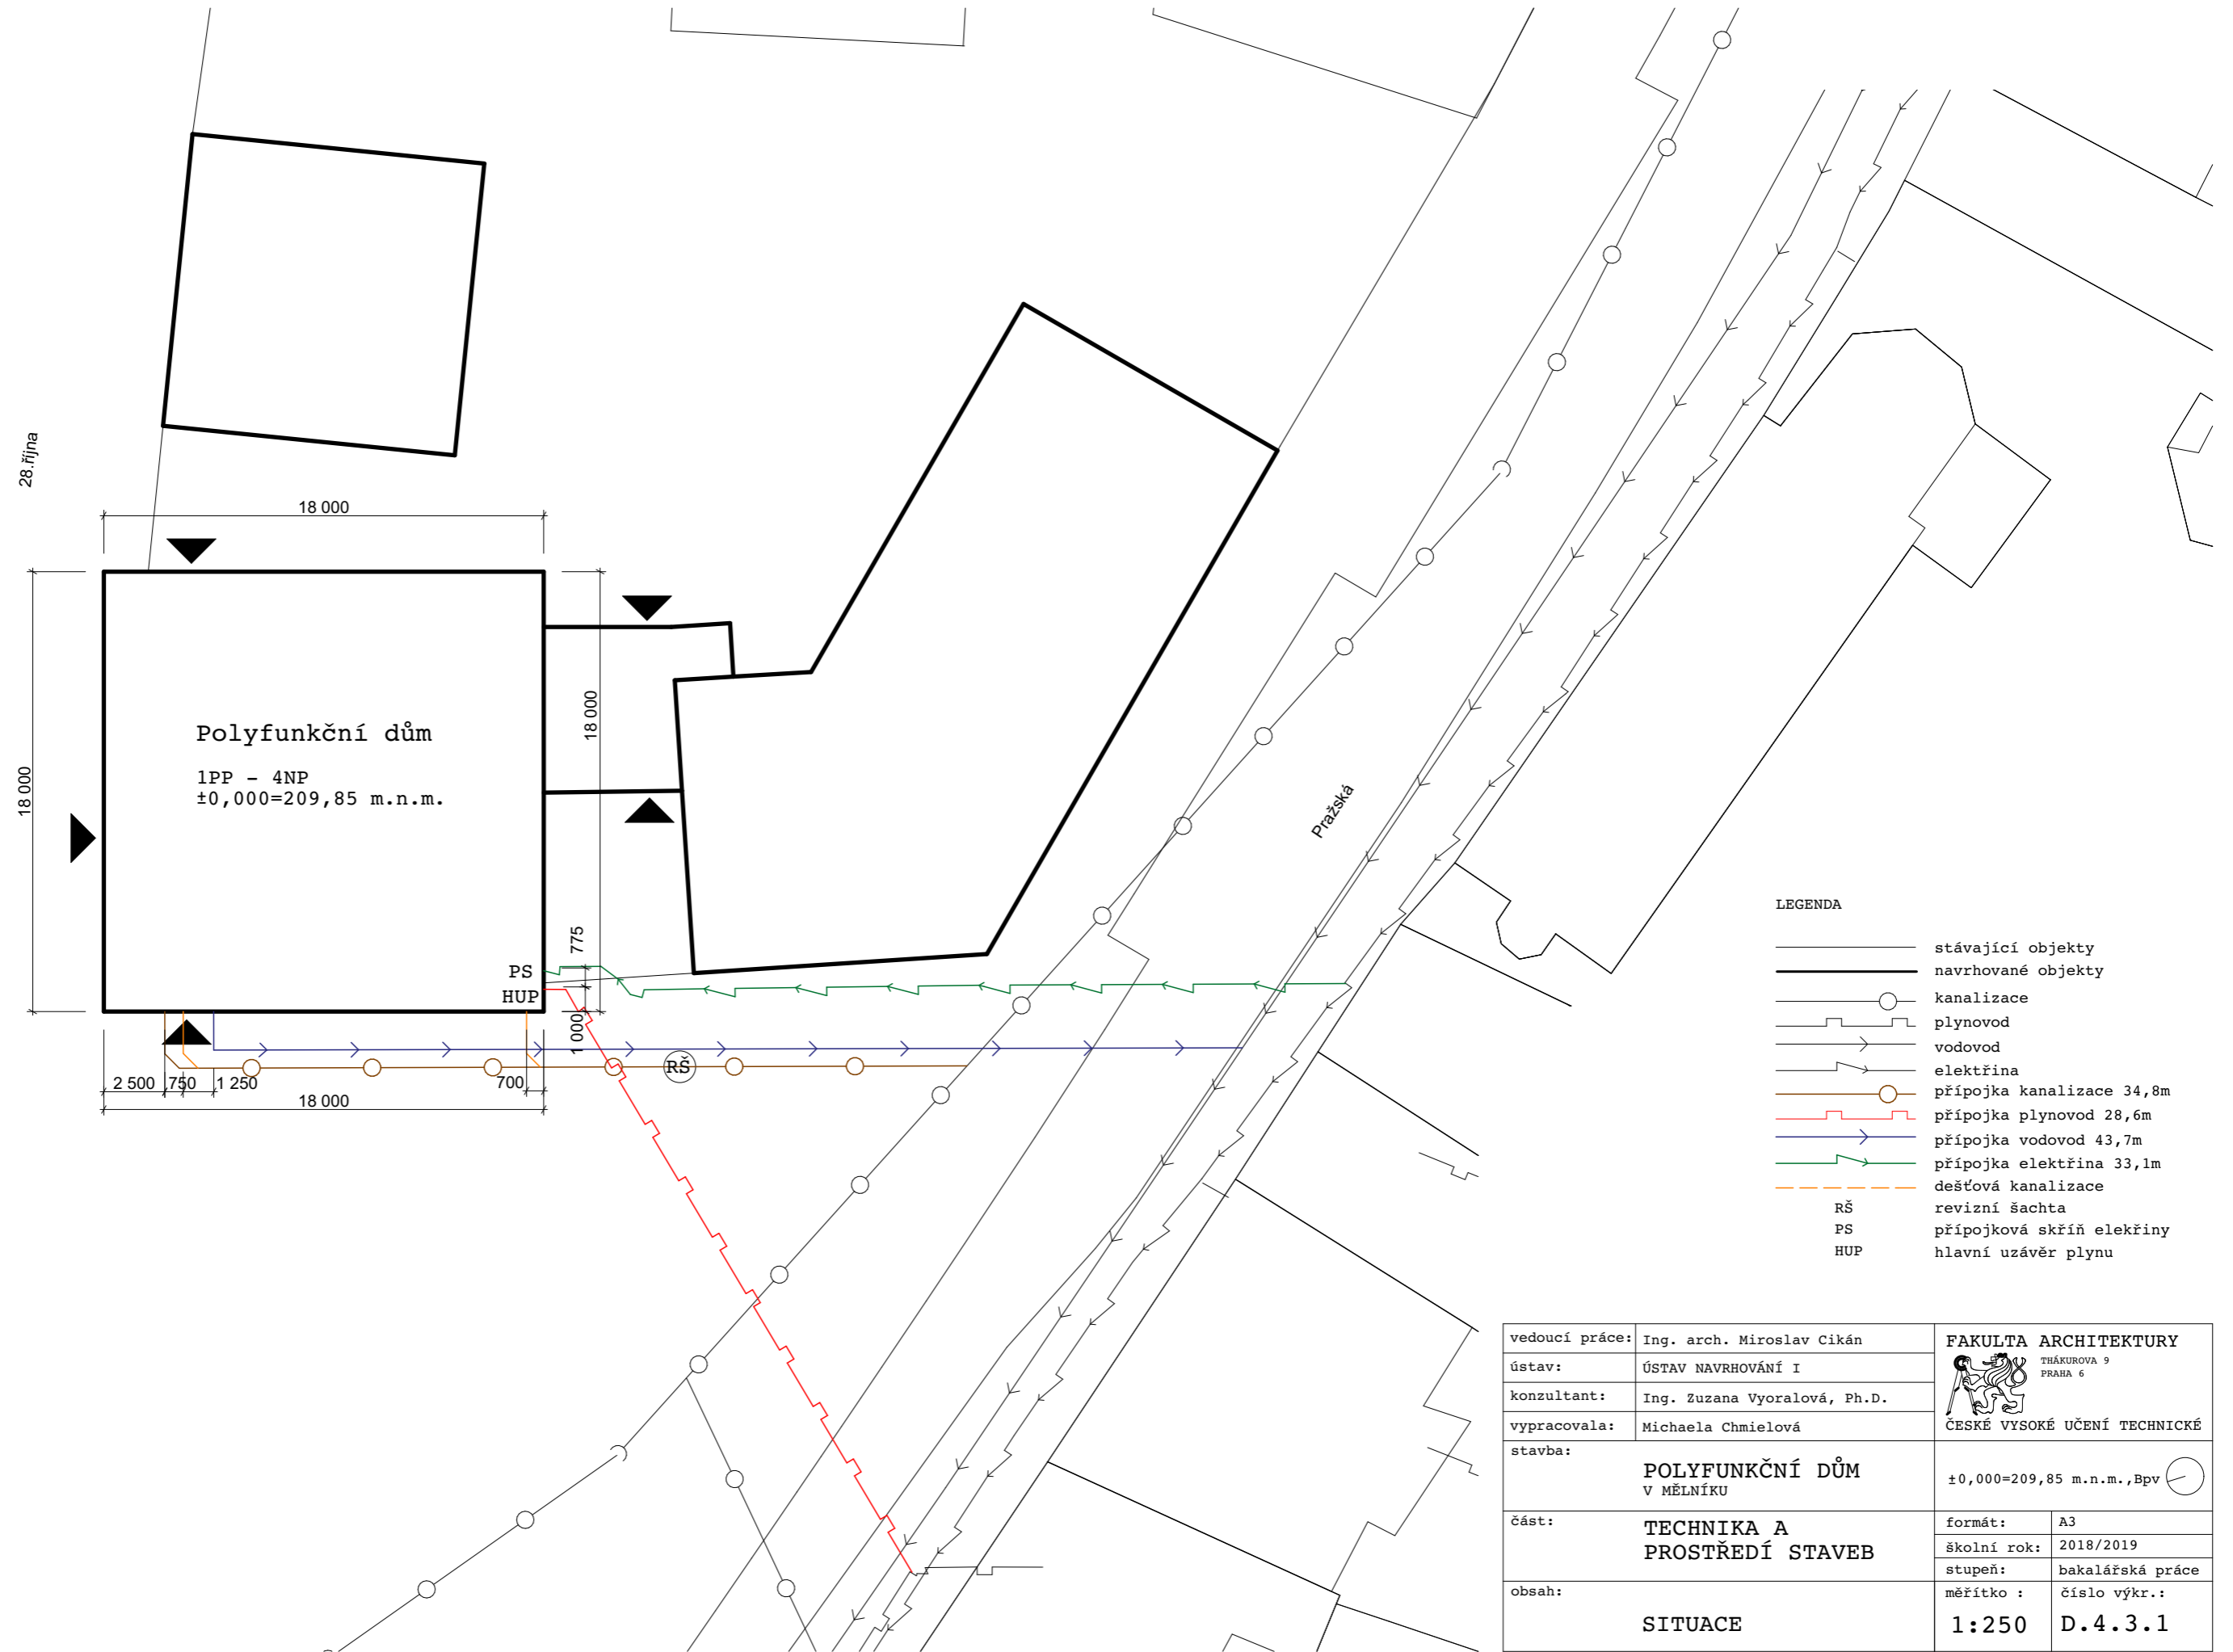 28.října
18 000
18 000
18 000
Polyfunkční dům
1PP - 4NP
±0,000=209,85 m.n.m.
Pražská
775
PS
HUP
1 000
RŠ
2 500
750
1 250
700
18 000
LEGENDA
stávající objekty
navrhované objekty
kanalizace
plynovod
vodovod
elektřina
přípojka kanalizace 34,8m
přípojka plynovod 28,6m
přípojka vodovod 43,7m
přípojka elektřina 33,1m
dešťová kanalizace
RŠ revizní šachta
PS přípojková skříň elekřiny
HUP hlavní uzávěr plynu
vedoucí práce: Ing. arch. Miroslav Cikán
ústav: ÚSTAV NAVRHOVÁNÍ I
konzultant: Ing. Zuzana Vyoralová, Ph.D.
vypracovala: Michaela Chmielová
FAKULTA ARCHITEKTURY
THÁKUROVA 9
PRAHA 6
ČESKÉ VYSOKÉ UČENÍ TECHNICKÉ
stavba:
POLYFUNKČNÍ DŮM
V MĚLNÍKU
±0,000=209,85 m.n.m.,Bpv
část:
TECHNIKA A
PROSTŘEDÍ STAVEB
formát: A3
školní rok: 2018/2019
stupeň: bakalářská práce
obsah:
SITUACE
měřítko :
1:250
číslo výkr.:
D.4.3.1